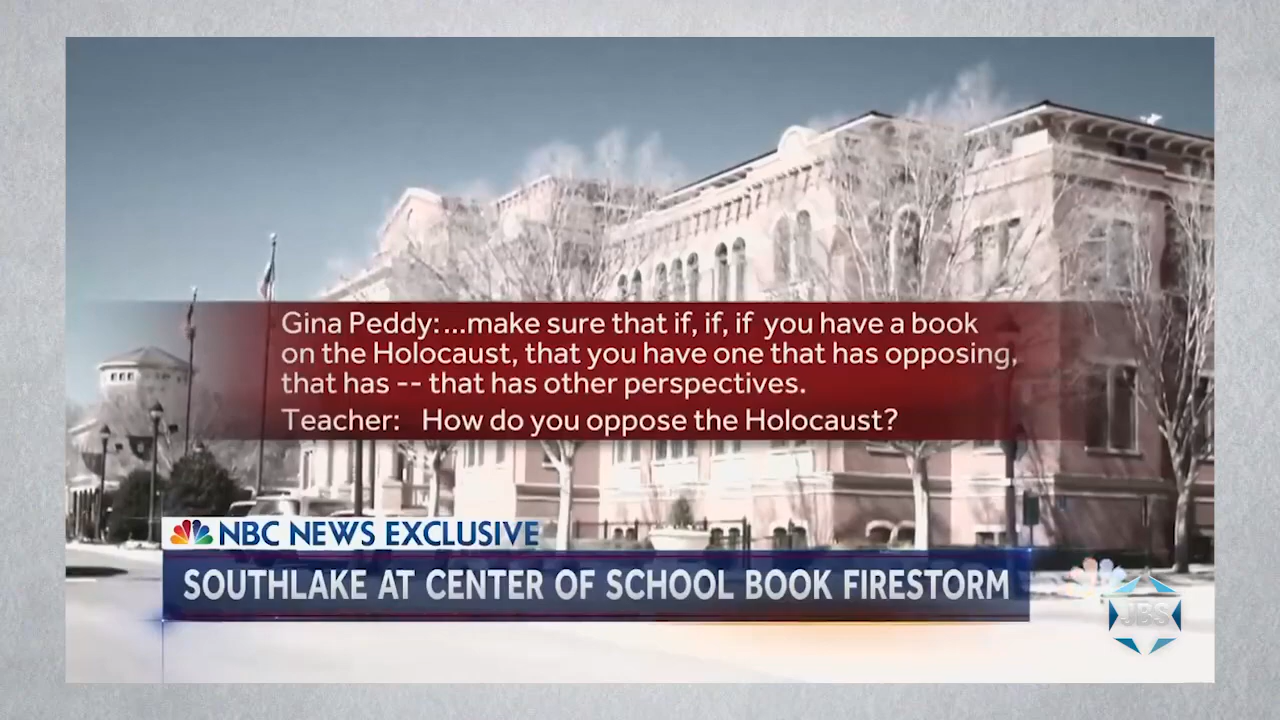 Gina Peddy: ...make sure that if, if, if you have a book
on the Holocaust, that you have one that has opposing,
that has -- that has other perspectives.
Teacher: How do you oppose the Holocaust?
NBC NEWS EXCLUSIVE
SOUTHLAKE AT CENTER OF SCHOOL BOOK FIRESTORM
JBS